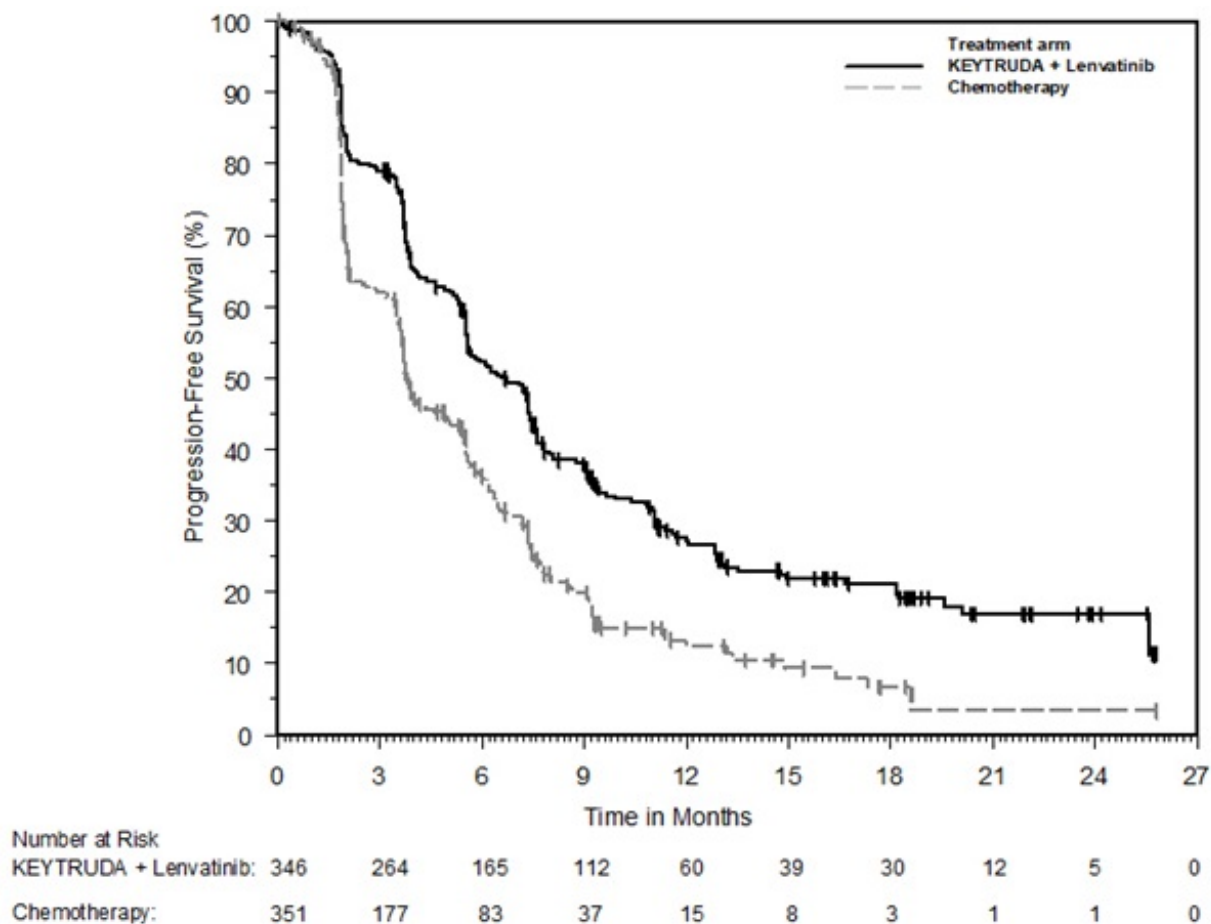 Treatment arm
KEYTRUDA + Lenvatinib
Chemotherapy
100
90
80
70
60
50
40
30
20
10
0
Progression-Free Survival (%)
0 3 6 9 12 15 18 21 24 27
Time in Months
Number at Risk
KEYTRUDA + Lenvatinib: 346 264 165 112 60 39 30 12 5 0
Chemotherapy: 351 177 83 37 15 8 3 1 1 0